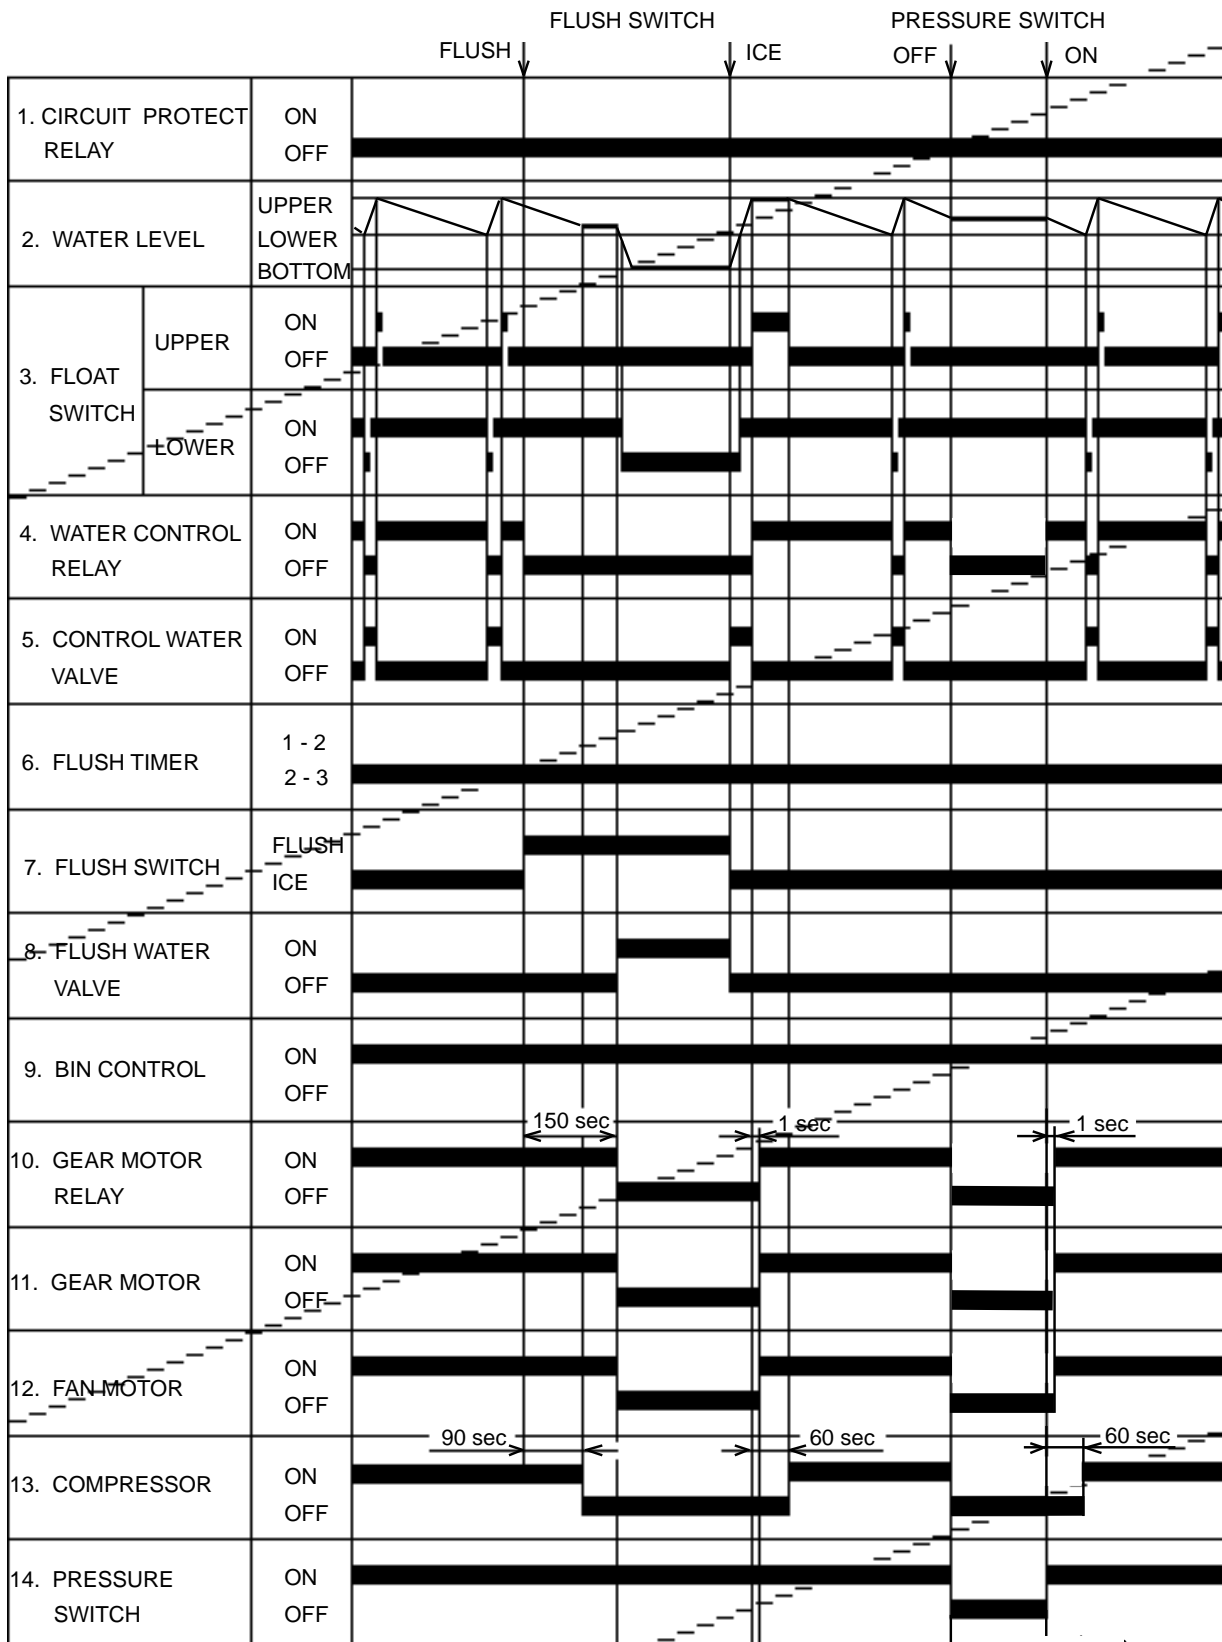 FLUSH SWITCH PRESSURE SWITCH
FLUSH ICE OFF ON
1. CIRCUIT PROTECT RELAY
ON
OFF
2. WATER LEVEL
UPPER
LOWER
BOTTOM
3. FLOAT SWITCH
UPPER
ON
OFF
LOWER
ON
OFF
4. WATER CONTROL RELAY
ON
OFF
5. CONTROL WATER VALVE
ON
OFF
6. FLUSH TIMER
1 - 2
2 - 3
7. FLUSH SWITCH
FLUSH
ICE
8. FLUSH WATER VALVE
ON
OFF
9. BIN CONTROL
ON
OFF
150 sec 1 sec 1 sec
10. GEAR MOTOR RELAY
ON
OFF
11. GEAR MOTOR
ON
OFF
12. FAN MOTOR
ON
OFF
90 sec 60 sec 60 sec
13. COMPRESSOR
ON
OFF
14. PRESSURE SWITCH
ON
OFF